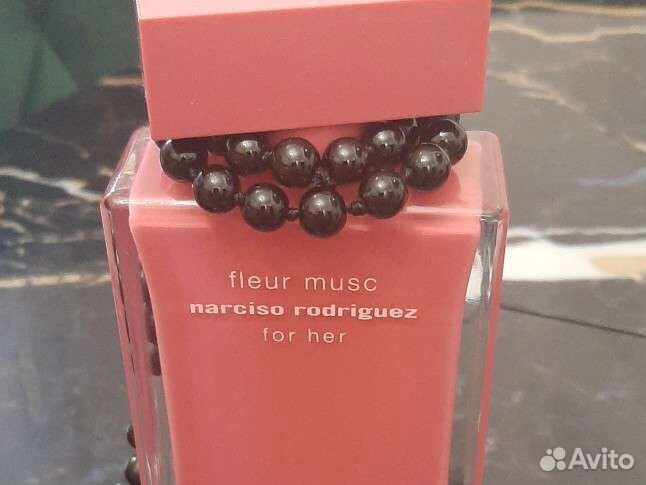 fleur musc
narciso rodriguez
for her
Avito